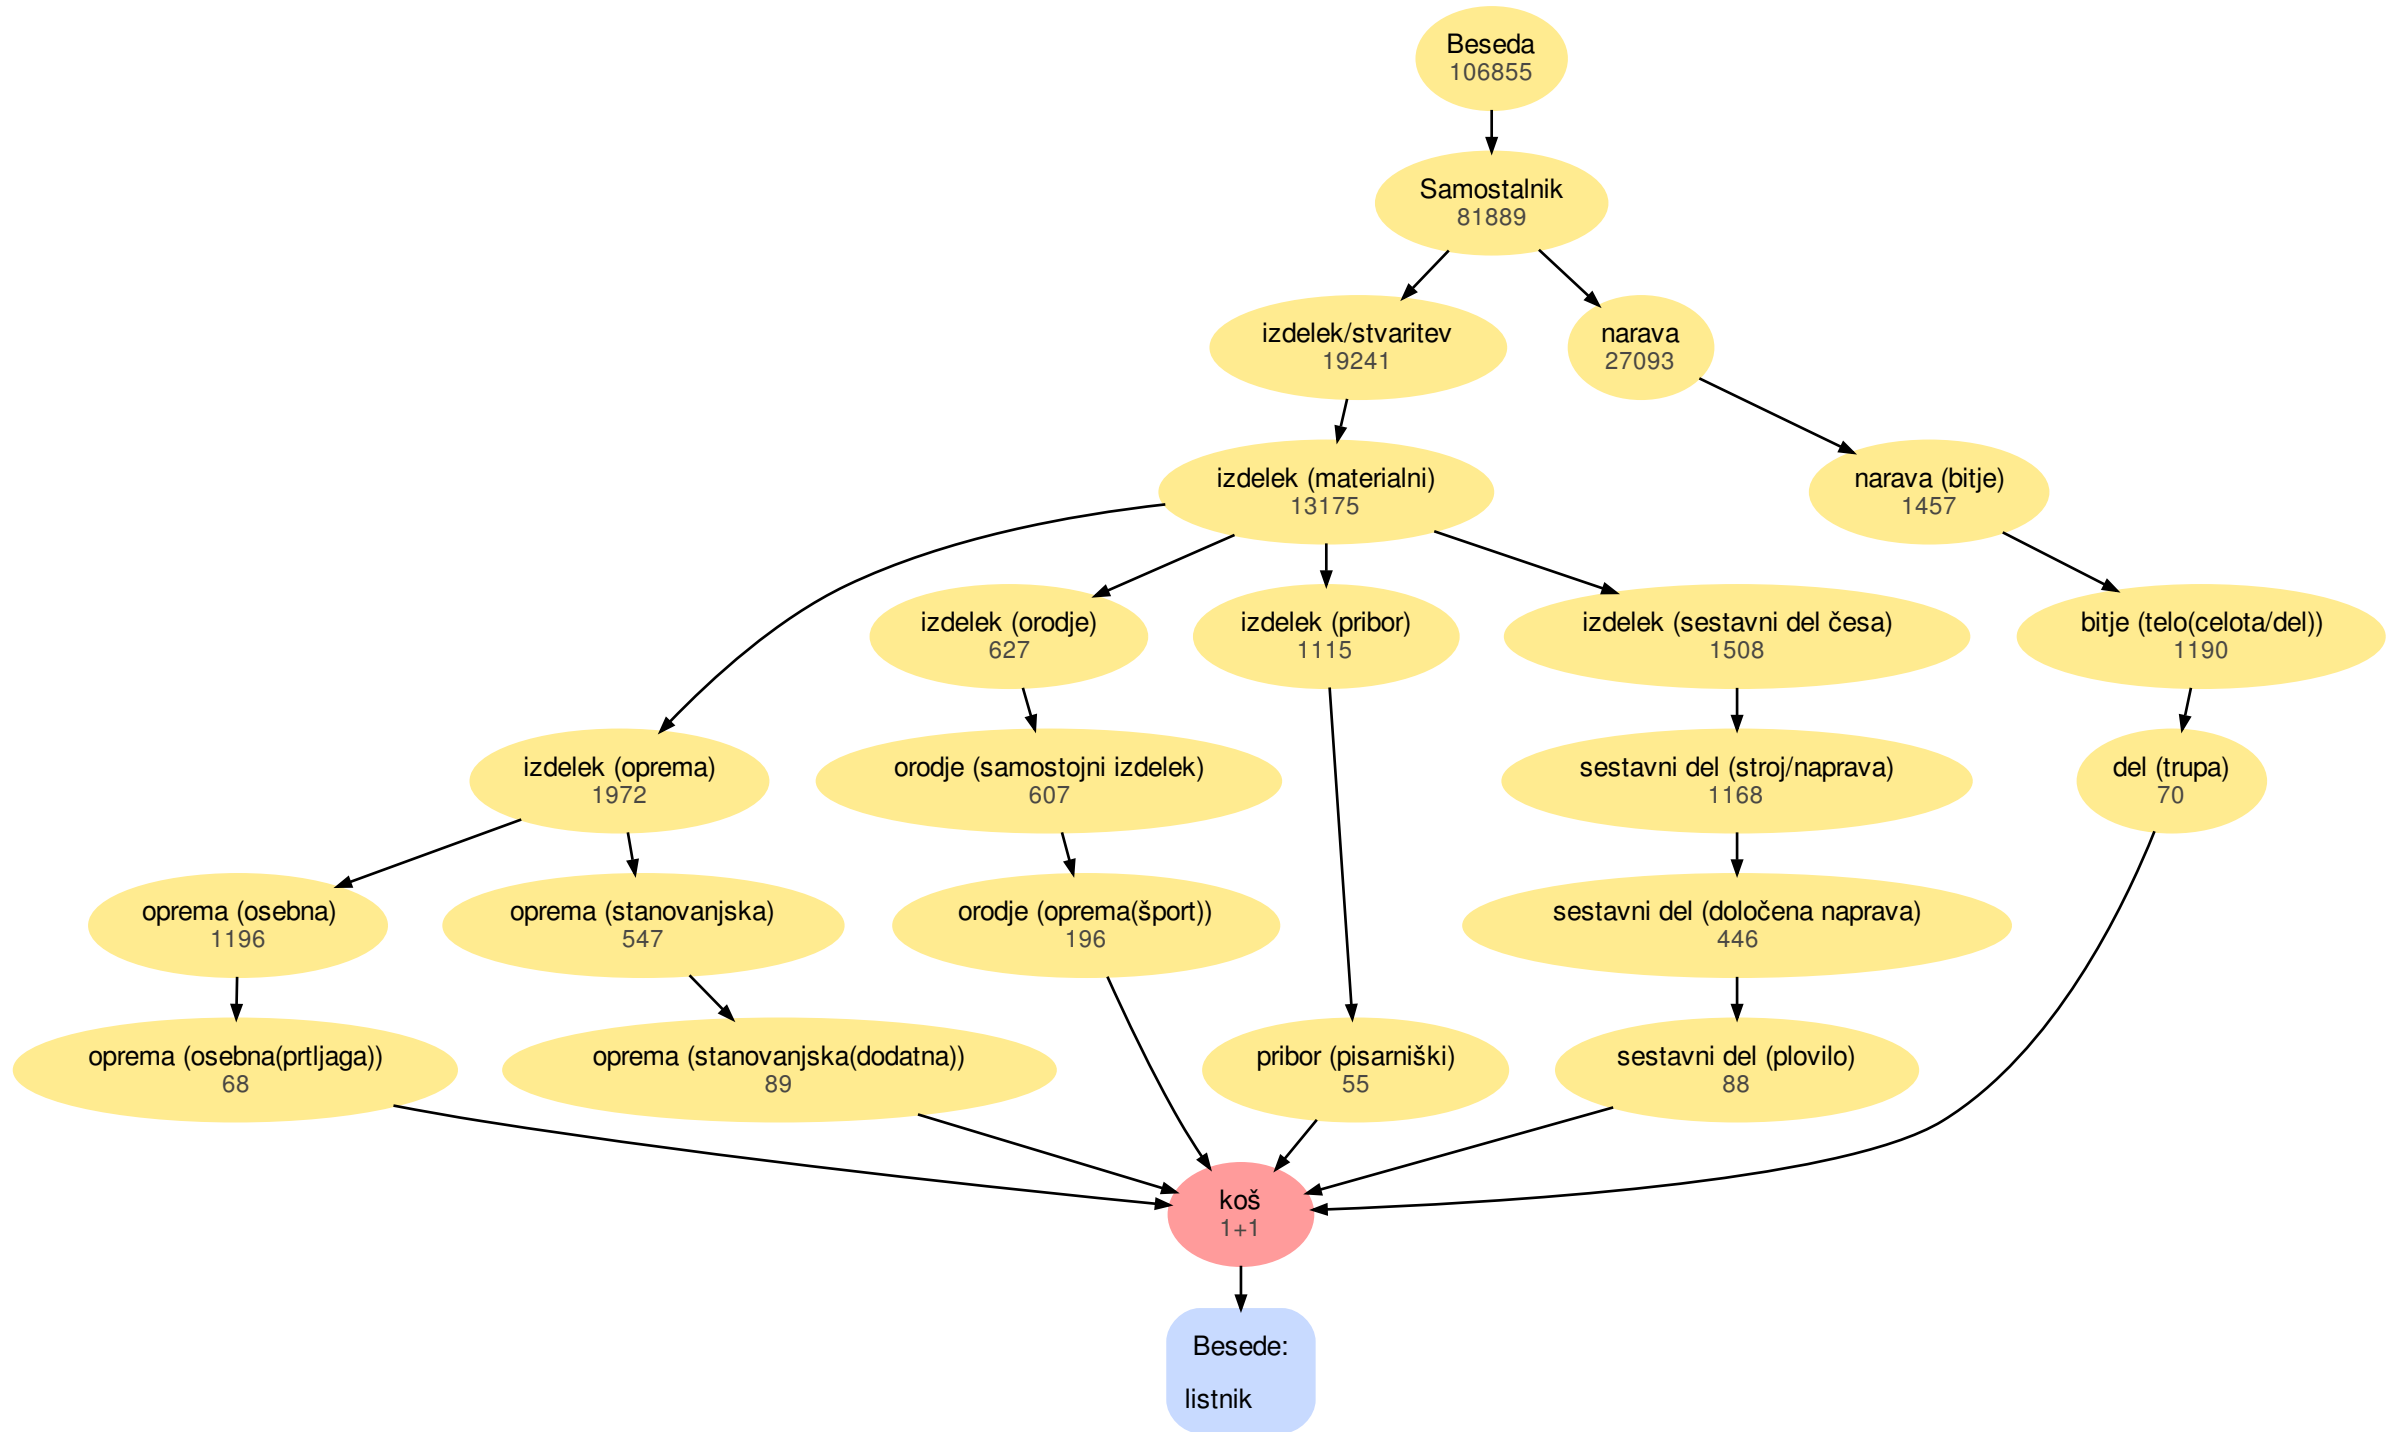 Beseda
106855
Samostalnik
81889
izdelek/stvaritev
19241
narava
27093
izdelek (materialni)
13175
narava (bitje)
1457
izdelek (orodje)
627
izdelek (pribor)
1115
izdelek (sestavni del česa)
1508
bitje (telo(celota/del))
1190
izdelek (oprema)
1972
orodje (samostojni izdelek)
607
sestavni del (stroj/naprava)
1168
del (trupa)
70
oprema (osebna)
1196
oprema (stanovanjska)
547
orodje (oprema(šport))
196
sestavni del (določena naprava)
446
oprema (osebna(prtljaga))
68
oprema (stanovanjska(dodatna))
89
pribor (pisarniški)
55
sestavni del (plovilo)
88
koš
1+1
Besede:
listnik